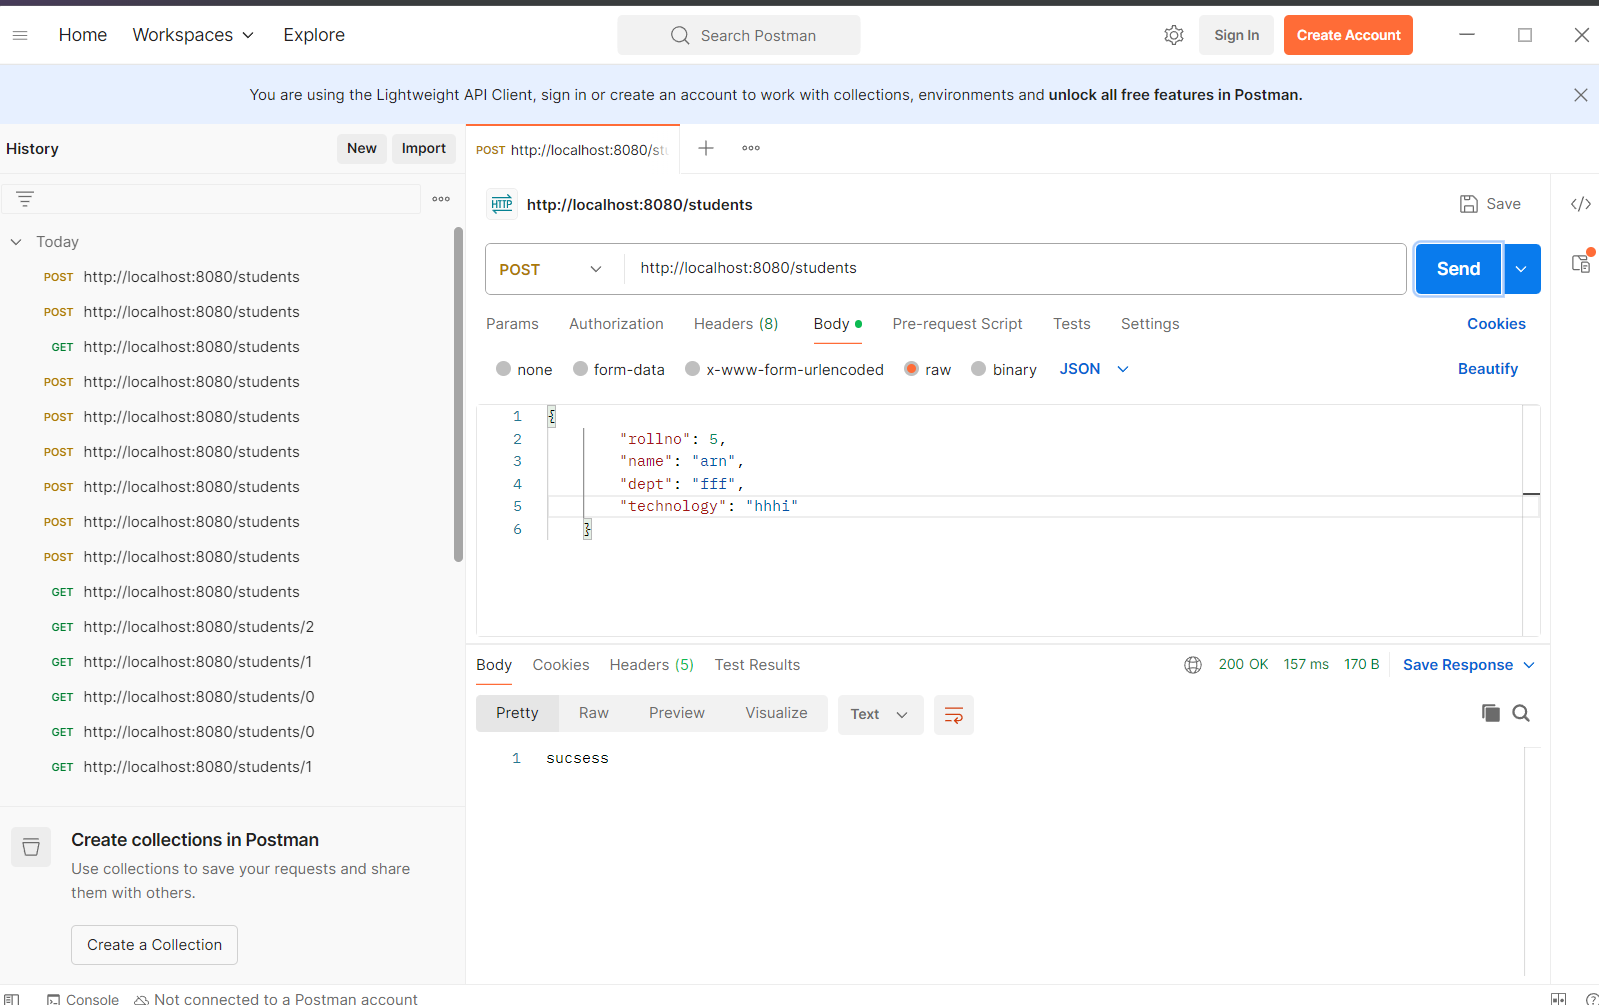 Home Workspaces Explore Search Postman Sign In Create Account
You are using the Lightweight API Client, sign in or create an account to work with collections, environments and unlock all free features in Postman.
History New Import
POST http://localhost:8080/stu
HTTP http://localhost:8080/students Save
Today
POST http://localhost:8080/students
POST http://localhost:8080/students
GET http://localhost:8080/students
POST http://localhost:8080/students
POST http://localhost:8080/students
POST http://localhost:8080/students
POST http://localhost:8080/students
POST http://localhost:8080/students
POST http://localhost:8080/students
GET http://localhost:8080/students
GET http://localhost:8080/students/2
GET http://localhost:8080/students/1
GET http://localhost:8080/students/0
GET http://localhost:8080/students/0
GET http://localhost:8080/students/1
Create collections in Postman
Use collections to save your requests and share
them with others.
Create a Collection
POST http://localhost:8080/students Send
Params Authorization Headers (8) Body Pre-request Script Tests Settings Cookies
none form-data x-www-form-urlencoded raw binary JSON Beautify
1 {
2 "rollno": 5,
3 "name": "arn",
4 "dept": "fff",
5 "technology": "hhhi"
6 }
Body Cookies Headers (5) Test Results 200 OK 157 ms 170 B Save Response
Pretty Raw Preview Visualize Text
1 sucsess
Console Not connected to a Postman account